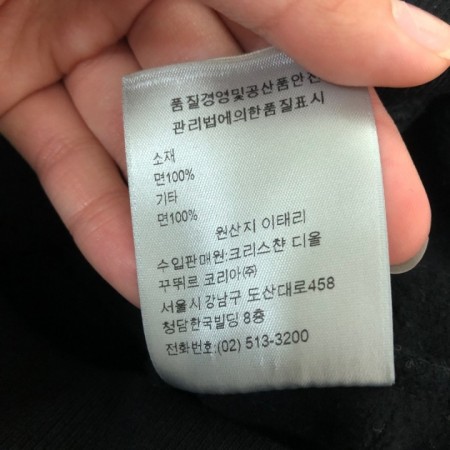 품질경영및공산품안전
관리법에의한품질표시
소재
면100%
기타
면100%
원산지 이태리
수입판매원:크리스챤 디올
꾸뛰르 코리아㈜
서울시 강남구 도산대로458
청담한국빌딩 8층
전화번호:(02) 513-3200